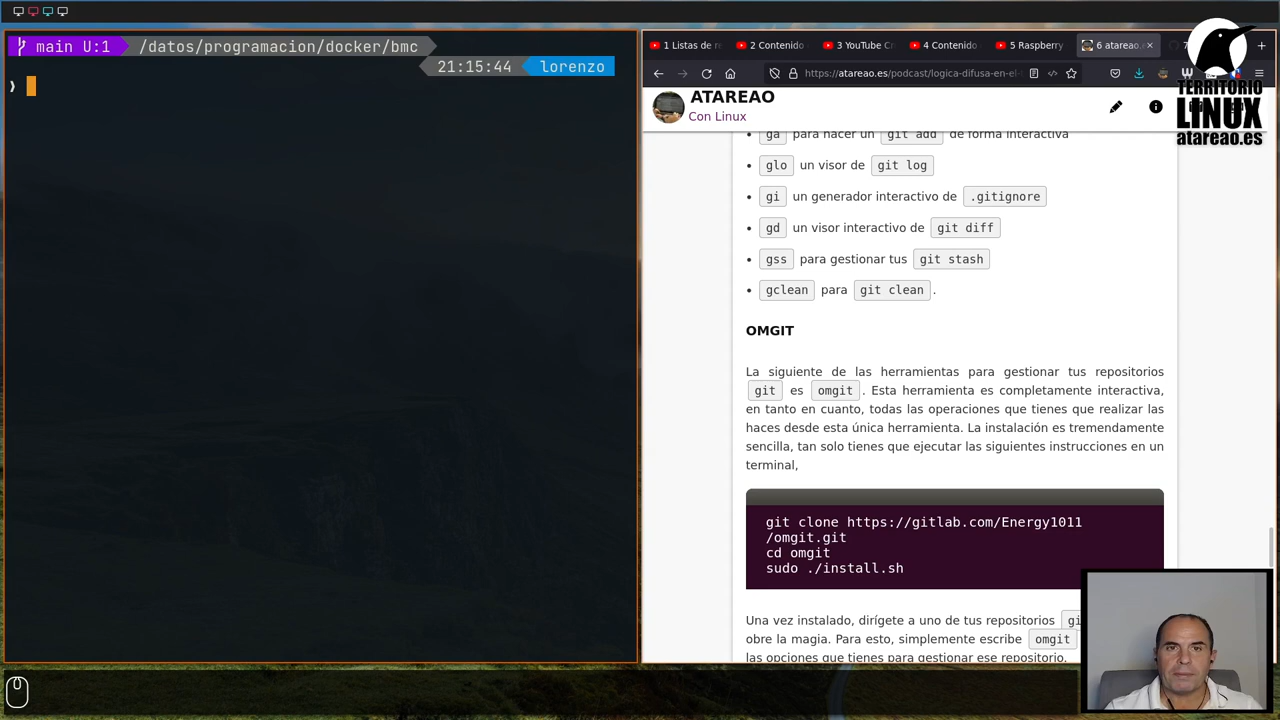 main U:1 /datos/programacion/docker/bmc
21:15:44 lorenzo
1 Listas de re
2 Contenido
3 YouTube Cr
4 Contenido
5 Raspberry
6 atareao.
7
https://atareao.es/podcast/logica-difusa-en-el-
ATAREAO
Con Linux
TERRITORIO
LINUX
atareao.es
• ga para hacer un git add de forma interactiva
• glo un visor de git log
• gi un generador interactivo de .gitignore
• gd un visor interactivo de git diff
• gss para gestionar tus git stash
• gclean para git clean .
OMGIT
La siguiente de las herramientas para gestionar tus repositorios
git es omgit . Esta herramienta es completamente interactiva,
en tanto en cuanto, todas las operaciones que tienes que realizar las
haces desde esta única herramienta. La instalación es tremendamente
sencilla, tan solo tienes que ejecutar las siguientes instrucciones en un
terminal,
git clone https://gitlab.com/Energy1011
/omgit.git
cd omgit
sudo ./install.sh
Una vez instalado, dirígete a uno de tus repositorios gi
obre la magia. Para esto, simplemente escribe omgit
las opciones que tienes para gestionar ese repositorio.